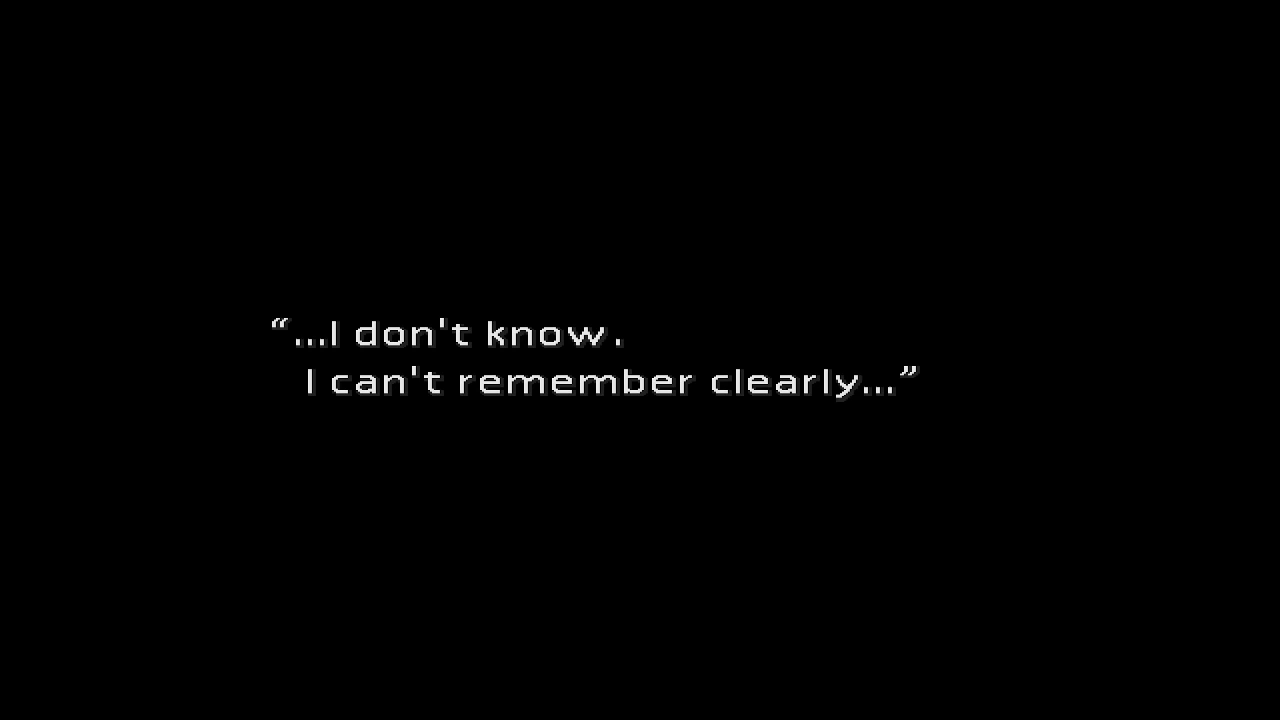 “...I don't know.
I can't remember clearly...”